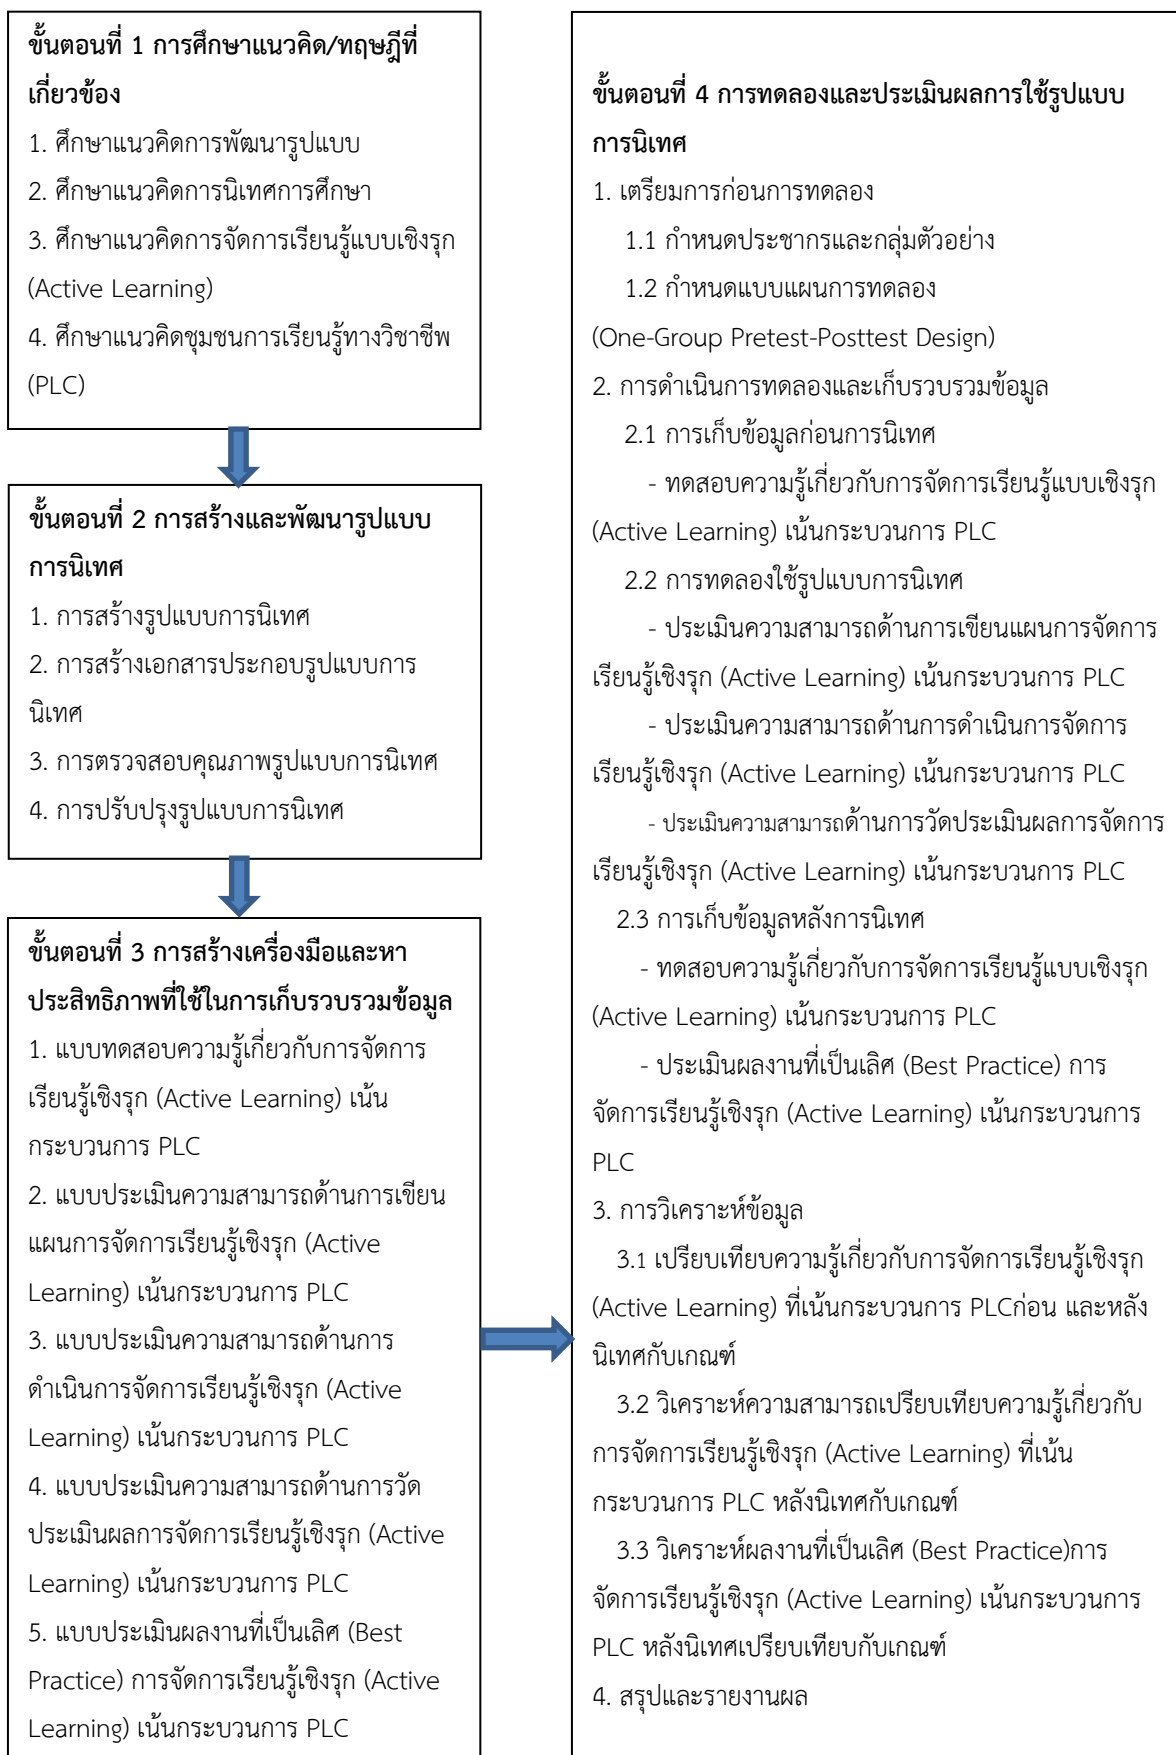 ขั้นตอนที่ 1 การศึกษาแนวคิด/ทฤษฎีที่
เกี่ยวข้อง
1. ศึกษาแนวคิดการพัฒนารูปแบบ
2. ศึกษาแนวคิดการนิเทศการศึกษา
3. ศึกษาแนวคิดการจัดการเรียนรู้แบบเชิงรุก
(Active Learning)
4. ศึกษาแนวคิดชุมชนการเรียนรู้ทางวิชาชีพ
(PLC)
ขั้นตอนที่ 2 การสร้างและพัฒนารูปแบบ
การนิเทศ
1. การสร้างรูปแบบการนิเทศ
2. การสร้างเอกสารประกอบรูปแบบการ
นิเทศ
3. การตรวจสอบคุณภาพรูปแบบการนิเทศ
4. การปรับปรุงรูปแบบการนิเทศ
ขั้นตอนที่ 3 การสร้างเครื่องมือและหา
ประสิทธิภาพที่ใช้ในการเก็บรวบรวมข้อมูล
1. แบบทดสอบความรู้เกี่ยวกับการจัดการ
เรียนรู้เชิงรุก (Active Learning) เน้น
กระบวนการ PLC
2. แบบประเมินความสามารถด้านการเขียน
แผนการจัดการเรียนรู้เชิงรุก (Active
Learning) เน้นกระบวนการ PLC
3. แบบประเมินความสามารถด้านการ
ดำเนินการจัดการเรียนรู้เชิงรุก (Active
Learning) เน้นกระบวนการ PLC
4. แบบประเมินความสามารถด้านการวัด
ประเมินผลการจัดการเรียนรู้เชิงรุก (Active
Learning) เน้นกระบวนการ PLC
5. แบบประเมินผลงานที่เป็นเลิศ (Best
Practice) การจัดการเรียนรู้เชิงรุก (Active
Learning) เน้นกระบวนการ PLC
ขั้นตอนที่ 4 การทดลองและประเมินผลการใช้รูปแบบ
การนิเทศ
1. เตรียมการก่อนการทดลอง
1.1 กำหนดประชากรและกลุ่มตัวอย่าง
1.2 กำหนดแบบแผนการทดลอง
(One-Group Pretest-Posttest Design)
2. การดำเนินการทดลองและเก็บรวบรวมข้อมูล
2.1 การเก็บข้อมูลก่อนการนิเทศ
- ทดสอบความรู้เกี่ยวกับการจัดการเรียนรู้แบบเชิงรุก
(Active Learning) เน้นกระบวนการ PLC
2.2 การทดลองใช้รูปแบบการนิเทศ
- ประเมินความสามารถด้านการเขียนแผนการจัดการ
เรียนรู้เชิงรุก (Active Learning) เน้นกระบวนการ PLC
- ประเมินความสามารถด้านการดำเนินการจัดการ
เรียนรู้เชิงรุก (Active Learning) เน้นกระบวนการ PLC
- ประเมินความสามารถด้านการวัดประเมินผลการจัดการ
เรียนรู้เชิงรุก (Active Learning) เน้นกระบวนการ PLC
2.3 การเก็บข้อมูลหลังการนิเทศ
- ทดสอบความรู้เกี่ยวกับการจัดการเรียนรู้แบบเชิงรุก
(Active Learning) เน้นกระบวนการ PLC
- ประเมินผลงานที่เป็นเลิศ (Best Practice) การ
จัดการเรียนรู้เชิงรุก (Active Learning) เน้นกระบวนการ
PLC
3. การวิเคราะห์ข้อมูล
3.1 เปรียบเทียบความรู้เกี่ยวกับการจัดการเรียนรู้เชิงรุก
(Active Learning) ที่เน้นกระบวนการ PLCก่อน และหลัง
นิเทศกับเกณฑ์
3.2 วิเคราะห์ความสามารถเปรียบเทียบความรู้เกี่ยวกับ
การจัดการเรียนรู้เชิงรุก (Active Learning) ที่เน้น
กระบวนการ PLC หลังนิเทศกับเกณฑ์
3.3 วิเคราะห์ผลงานที่เป็นเลิศ (Best Practice)การ
จัดการเรียนรู้เชิงรุก (Active Learning) เน้นกระบวนการ
PLC หลังนิเทศเปรียบเทียบกับเกณฑ์
4. สรุปและรายงานผล